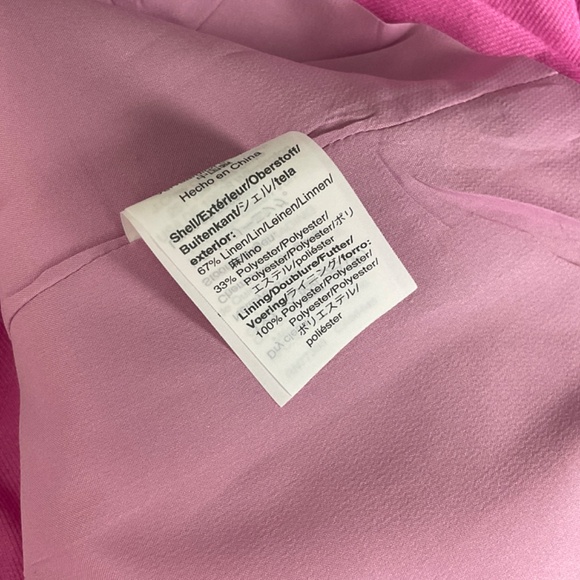 Hecho en China
Shell/Extérieur/Oberstoff/
Buitenkant/シェル/tela
exterior:
67% Linen/Lin/Leinen/Linnen/
麻/lino
33% Polyester/Polyester/
Polyester/Polyester/ポリ
エステル/poliéster
Lining/Doublure/Futter/
Voering/ライニング/forro:
100% Polyester/Polyester/
Polyester/Polyester/
ポリエステル/
poliéster